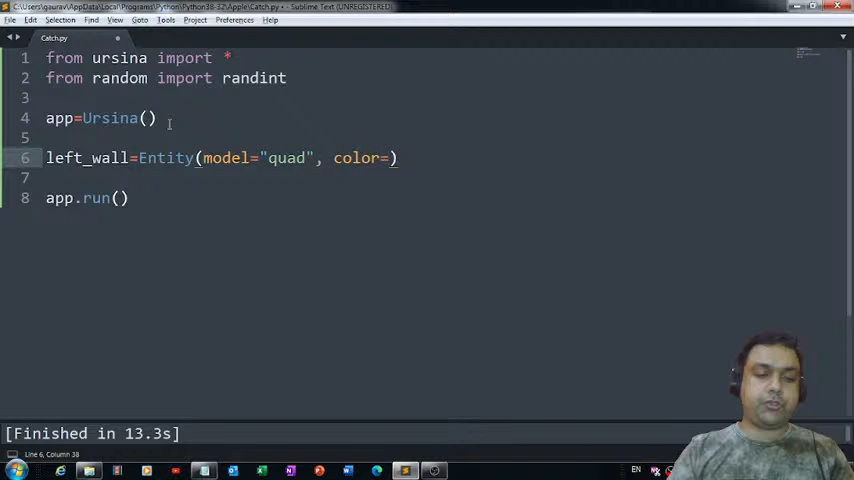 C:\Users\gaurav\AppData\Local\Programs\Python\Python38-32\Apple\Catch.py • - Sublime Text (UNREGISTERED)
File Edit Selection Find View Goto Tools Project Preferences Help
Catch.py
1 from ursina import *
2 from random import randint
3
4 app=Ursina()
5
6 left_wall=Entity(model="quad", color=)
7
8 app.run()
[Finished in 13.3s]
Line 6, Column 38
EN